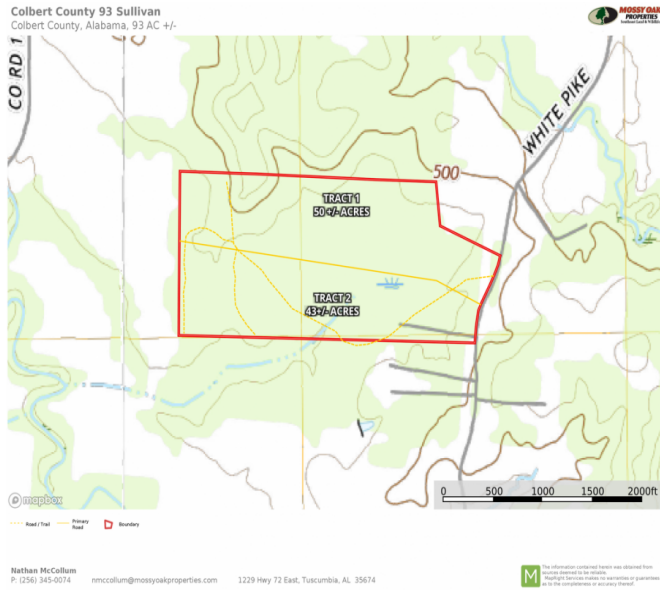 Colbert County 93 Sullivan
Colbert County, Alabama, 93 AC +/-
MOSSY OAK
PROPERTIES
CO RD 1
WHITE PIKE
500
TRACT 1
50 +/- ACRES
TRACT 2
43+/- ACRES
mapbox
0 500 1000 1500 2000ft
Road / Trail
Primary
Road
Boundary
Nathan McCollum
P: (256) 345-0074 nmccollum@mossyoakproperties.com 1229 Hwy 72 East, Tuscumbia, AL 35674
M
The information contained herein was obtained from
sources deemed to be reliable.
MapRight Services makes no warranties or guarantees
as to the completeness or accuracy thereof.